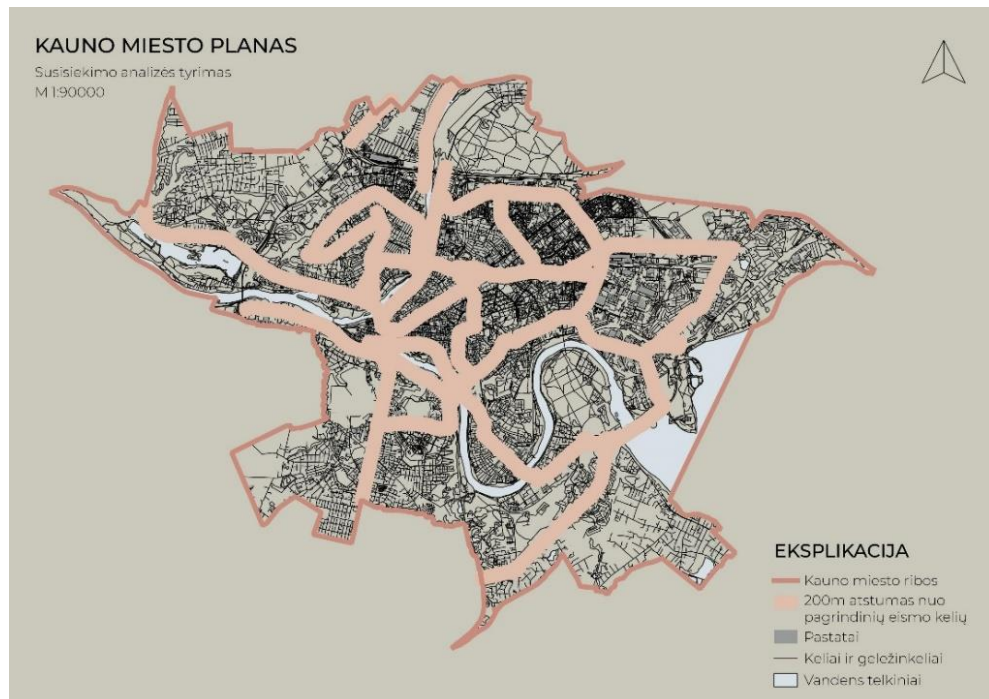 KAUNO MIESTO PLANAS
Susisiekimo analizės tyrimas
M 1:90000
EKSPLIKACIJA
Kauno miesto ribos
200m atstumas nuo
pagrindinių eismo kelių
Pastatai
Keliai ir geležinkeliai
Vandens telkiniai